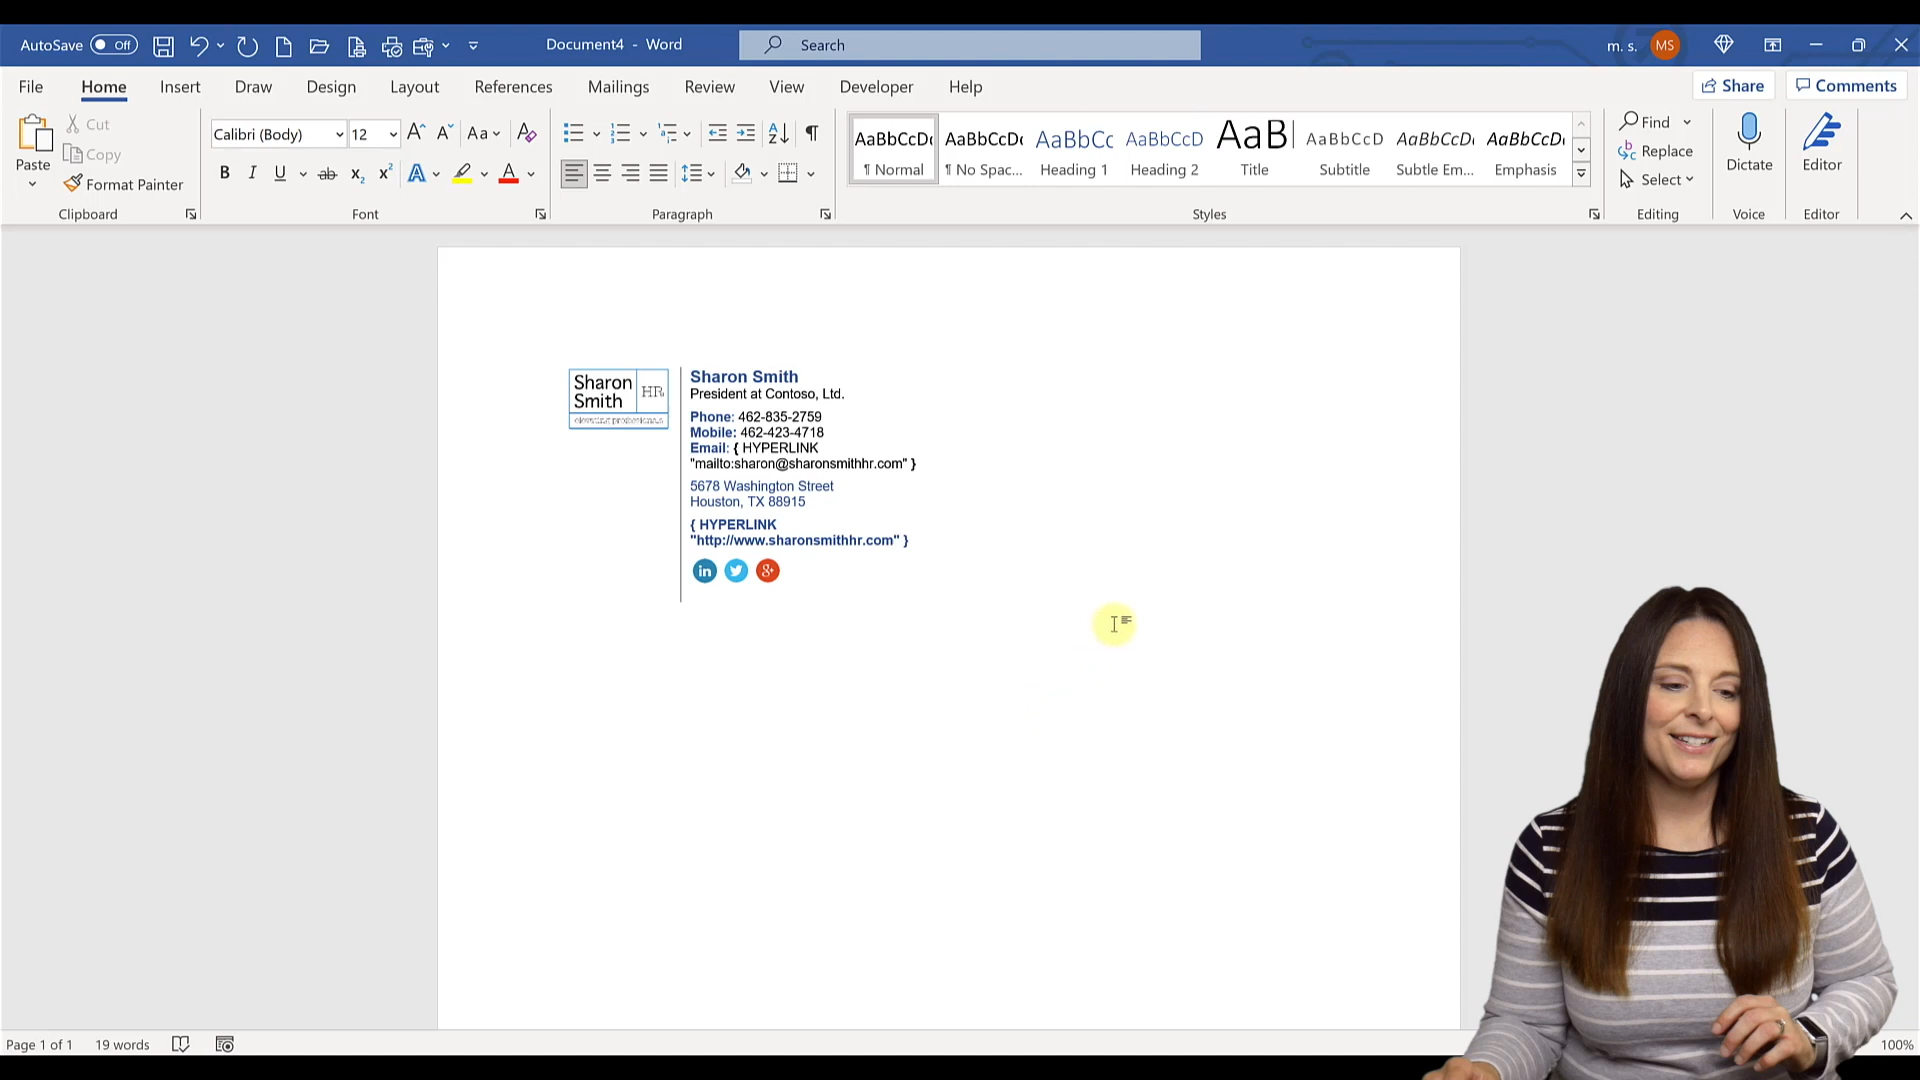 AutoSave Off Document4 - Word Search m. s. MS
File Home Insert Draw Design Layout References Mailings Review View Developer Help Share Comments
Paste
Cut
Copy
Format Painter
Clipboard
Calibri (Body) 12
Font
Paragraph
AaBbCcDc AaBbCcDc AaBbCc AaBbCcD AaB AaBbCcD AaBbCcDc AaBbCcDc
¶ Normal ¶ No Spac... Heading 1 Heading 2 Title Subtitle Subtle Em... Emphasis
Styles
Find
Replace
Select
Editing
Dictate
Voice
Editor
Editor
Sharon
Smith
HR
Sharon Smith
President at Contoso, Ltd.
Phone: 462-835-2759
Mobile: 462-423-4718
Email: { HYPERLINK
"mailto:sharon@sharonsmithhr.com" }
5678 Washington Street
Houston, TX 88915
{ HYPERLINK
"http://www.sharonsmithhr.com" }
in
Page 1 of 1 19 words 100%